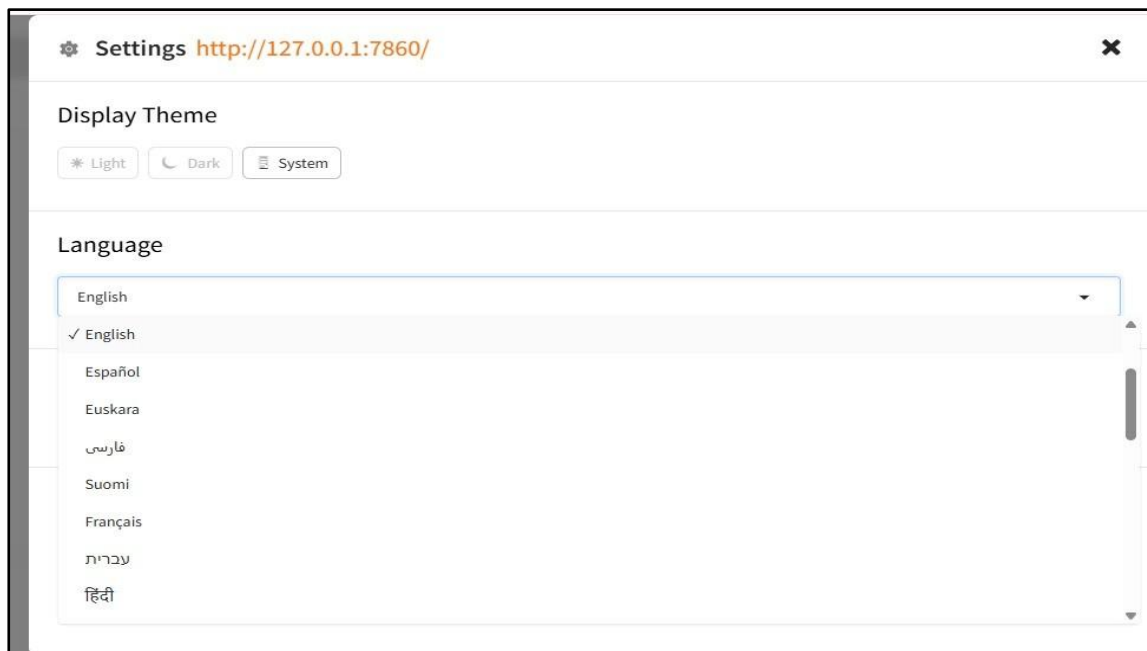 Settings http://127.0.0.1:7860/
Display Theme
Light Dark System
Language
English
✓ English
Español
Euskara
فارسی
Suomi
Français
עברית
हिंदी